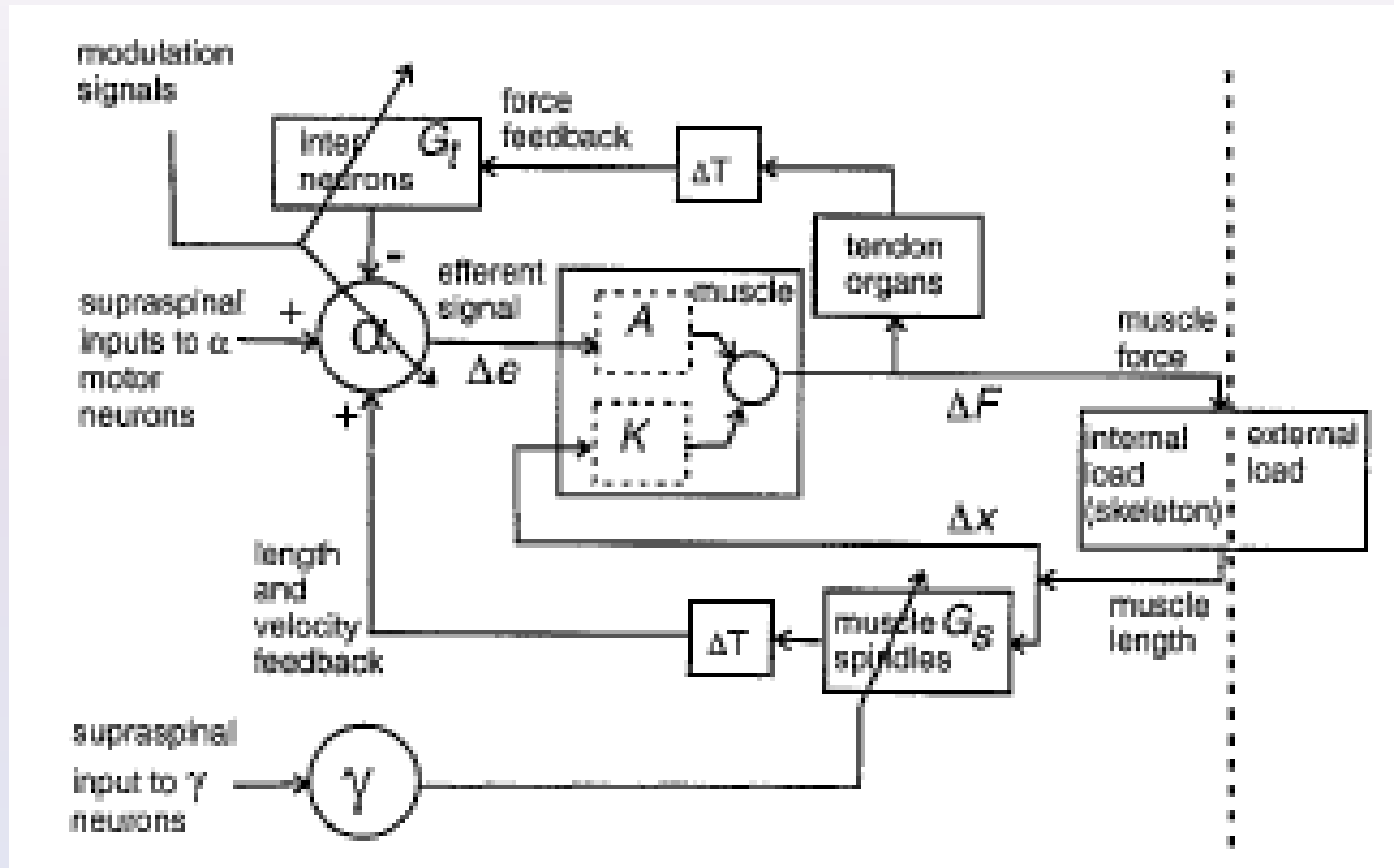 modulation
signals
force
feedback
Inter
neurons
G_f
ΔT
tendon
organs
-
efferent
signal
supraspinal
inputs to α
motor
neurons
+
α
+
Δe
muscle
A
K
muscle
force
ΔF
internal
load
(skeleton)
external
load
Δx
length
and
velocity
feedback
ΔT
muscle
spindles
G_s
muscle
length
supraspinal
input to γ
neurons
γ